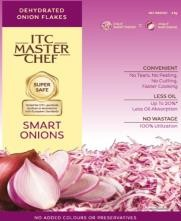 DEHYDRATED
ONION FLAKES
ITC
MASTER
CHEF
SUPER
SAFE
SMART
ONIONS
CONVENIENT
No Tears, No Peeling,
No Cutting,
Faster Cooking
LESS OIL
Up To 20%*
Less Oil Absorption
NO WASTAGE
100% Utilization
NO ADDED COLOURS OR PRESERVATIVES